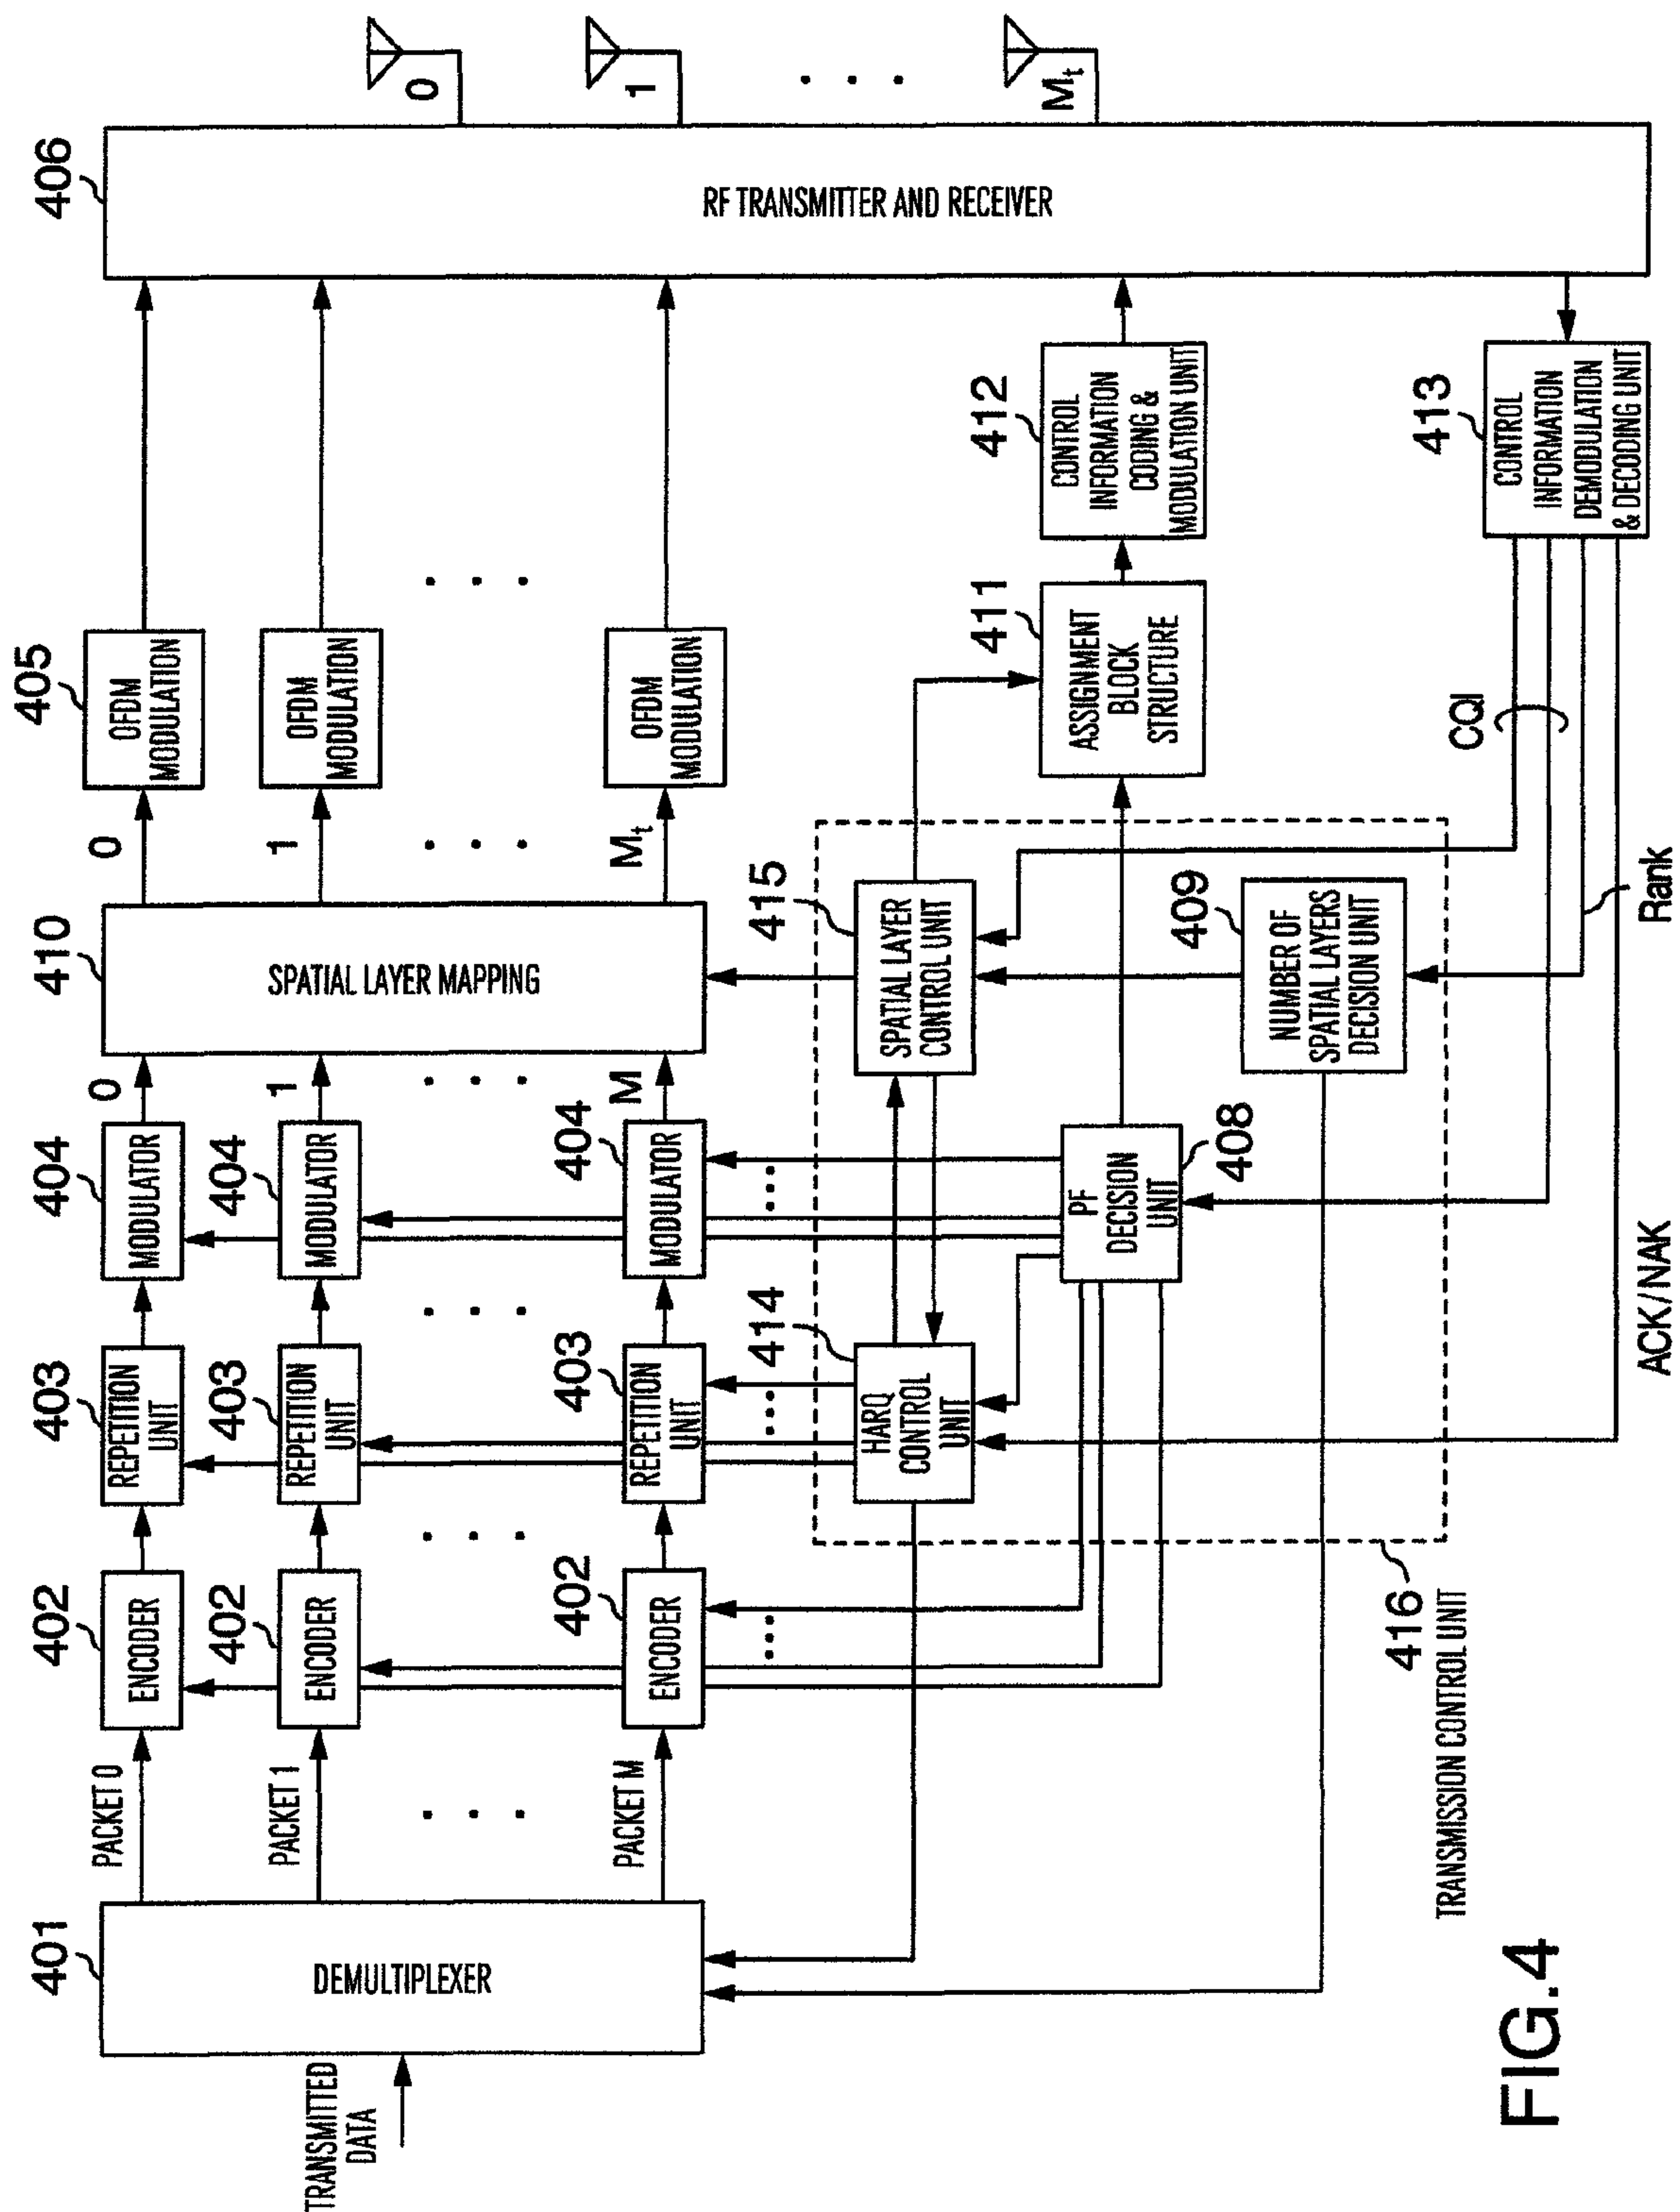 TRANSMITTED
DATA
401
DEMULTIPLEXER
PACKET 0
PACKET 1
. . .
PACKET M
402
ENCODER
402
ENCODER
. . .
402
ENCODER
. . .
403
REPETITION
UNIT
403
REPETITION
UNIT
. . .
403
REPETITION
UNIT
. . .
404
MODULATOR
404
MODULATOR
. . .
404
MODULATOR
. . .
0
1
. . .
M
410
SPATIAL LAYER MAPPING
0
1
. . .
Mt
405
OFDM
MODULATION
OFDM
MODULATION
. . .
OFDM
MODULATION
406
RF TRANSMITTER AND RECEIVER
0
1
. . .
Mt
414
HARQ
CONTROL
UNIT
415
SPATIAL LAYER
CONTROL UNIT
PF
DECISION
UNIT
408
409
NUMBER OF
SPATIAL LAYERS
DECISION UNIT
411
ASSIGNMENT
BLOCK
STRUCTURE
412
CONTROL
INFORMATION
CODING &
MODULATION UNIT
413
CONTROL
INFORMATION
DEMODULATION
& DECODING UNIT
CQI
Rank
ACK/NAK
416
TRANSMISSION CONTROL UNIT
FIG.4